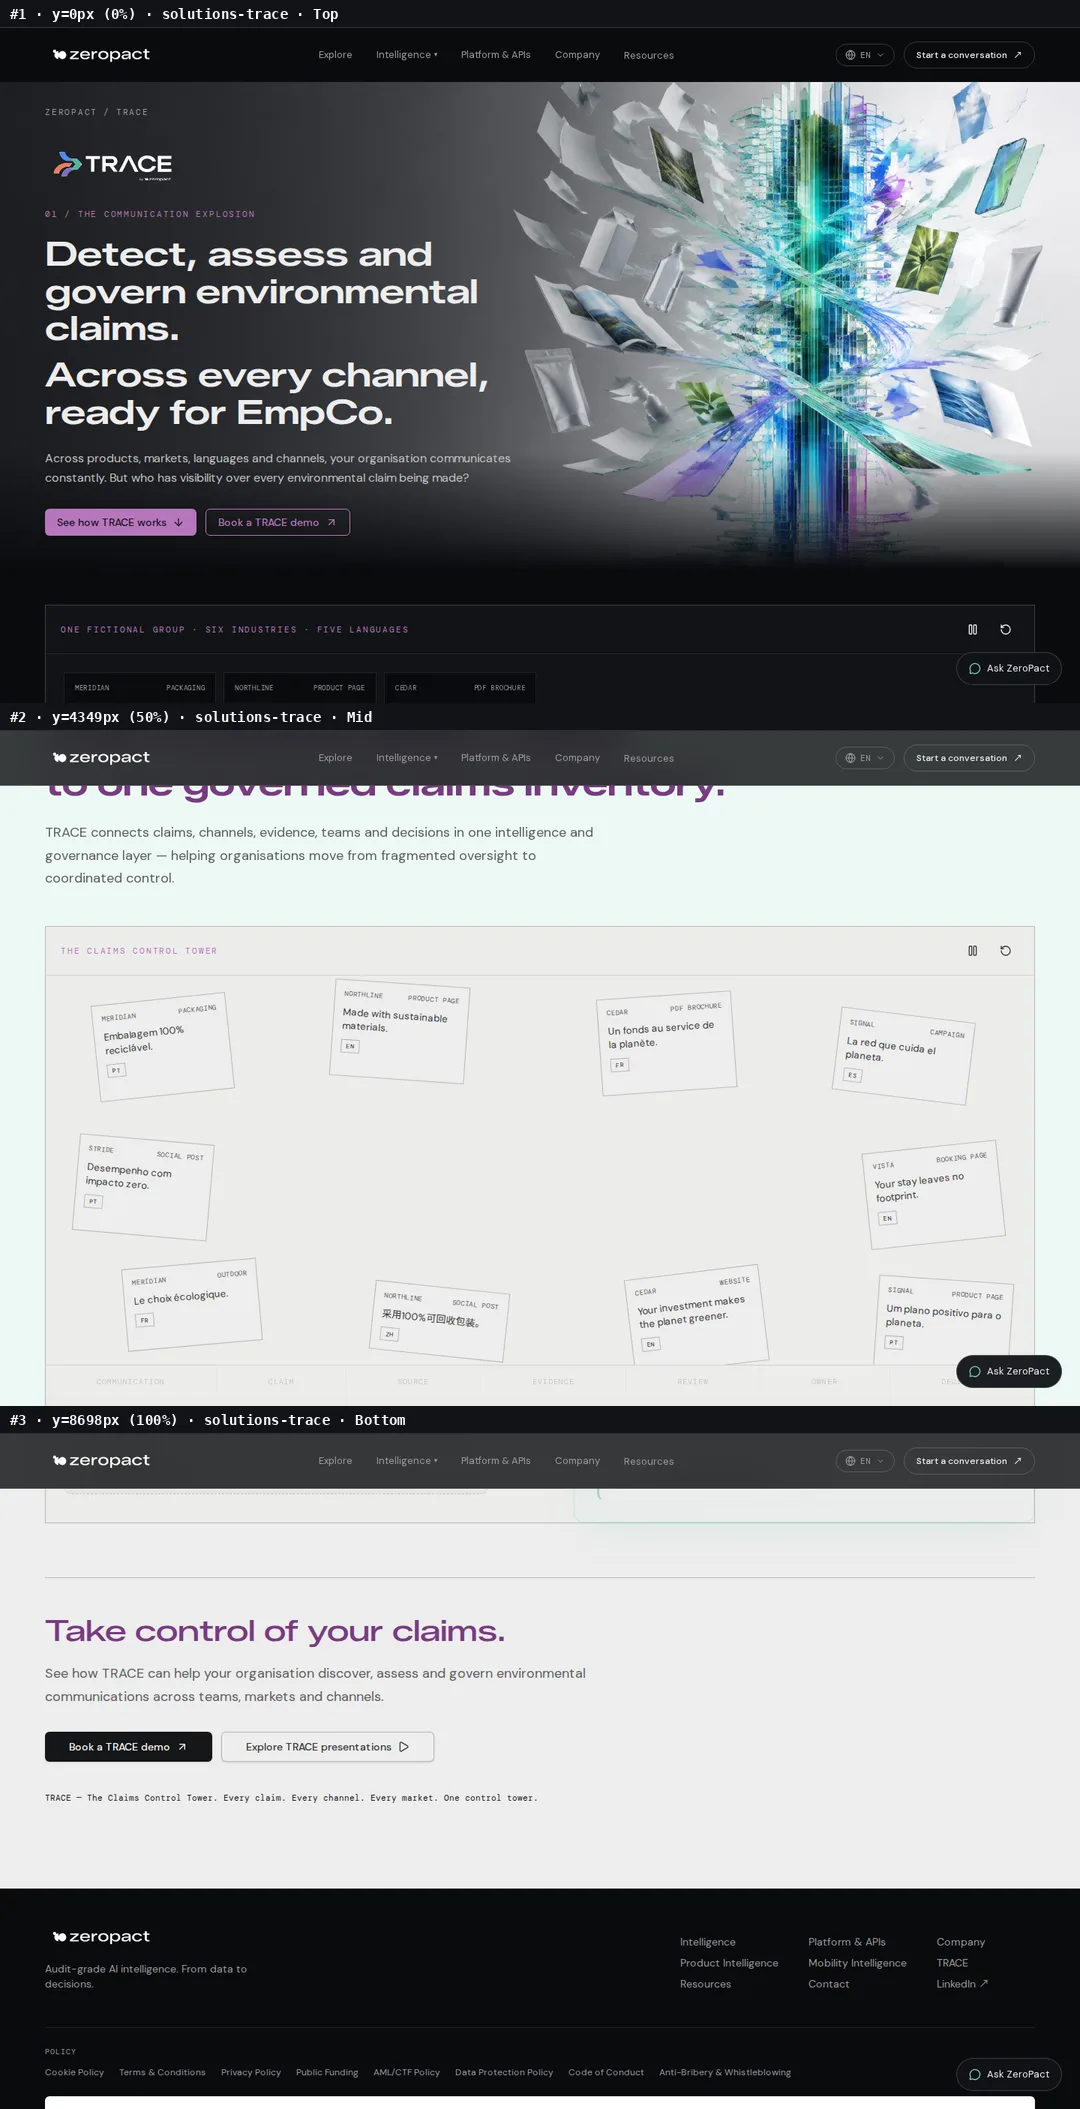 #1 · y=0px (0%) · solutions-trace · Top
zeropact
Explore
Intelligence
Platform & APIs
Company
Resources
EN
Start a conversation ↗
ZEROPACT / TRACE
TRACE
01 / THE COMMUNICATION EXPLOSION
Detect, assess and
govern environmental
claims.
Across every channel,
ready for EmpCo.
Across products, markets, languages and channels, your organisation communicates
constantly. But who has visibility over every environmental claim being made?
See how TRACE works ↓
Book a TRACE demo ↗
ONE FICTIONAL GROUP · SIX INDUSTRIES · FIVE LANGUAGES
MERIDIAN
PACKAGING
NORTHLINE
PRODUCT PAGE
CEDAR
PDF BROCHURE
Ask ZeroPact
#2 · y=4349px (50%) · solutions-trace · Mid
zeropact
Explore
Intelligence
Platform & APIs
Company
Resources
EN
Start a conversation ↗
to one governed claims inventory.
TRACE connects claims, channels, evidence, teams and decisions in one intelligence and
governance layer — helping organisations move from fragmented oversight to
coordinated control.
THE CLAIMS CONTROL TOWER
MERIDIAN
PACKAGING
Embalagem 100%
reciclável.
PT
NORTHLINE
PRODUCT PAGE
Made with sustainable
materials.
EN
CEDAR
PDF BROCHURE
Un fonds au service de
la planète.
FR
SIGNAL
CAMPAIGN
La red que cuida el
planeta.
ES
STRIDE
SOCIAL POST
Desempenho com
impacto zero.
PT
VISTA
BOOKING PAGE
Your stay leaves no
footprint.
EN
MERIDIAN
OUTDOOR
Le choix écologique.
FR
NORTHLINE
SOCIAL POST
采用100%可回收包装。
ZH
CEDAR
WEBSITE
Your investment makes
the planet greener.
EN
SIGNAL
PRODUCT PAGE
Um plano positivo para o
planeta.
PT
COMMUNICATION
CLAIM
SOURCE
EVIDENCE
REVIEW
OWNER
Ask ZeroPact
#3 · y=8698px (100%) · solutions-trace · Bottom
zeropact
Explore
Intelligence
Platform & APIs
Company
Resources
EN
Start a conversation ↗
Take control of your claims.
See how TRACE can help your organisation discover, assess and govern environmental
communications across teams, markets and channels.
Book a TRACE demo ↗
Explore TRACE presentations
TRACE — The Claims Control Tower. Every claim. Every channel. Every market. One control tower.
zeropact
Audit-grade AI intelligence. From data to
decisions.
Intelligence
Platform & APIs
Company
Product Intelligence
Mobility Intelligence
TRACE
Resources
Contact
LinkedIn ↗
POLICY
Cookie Policy
Terms & Conditions
Privacy Policy
Public Funding
AML/CTF Policy
Data Protection Policy
Code of Conduct
Anti-Bribery & Whistleblowing
Ask ZeroPact